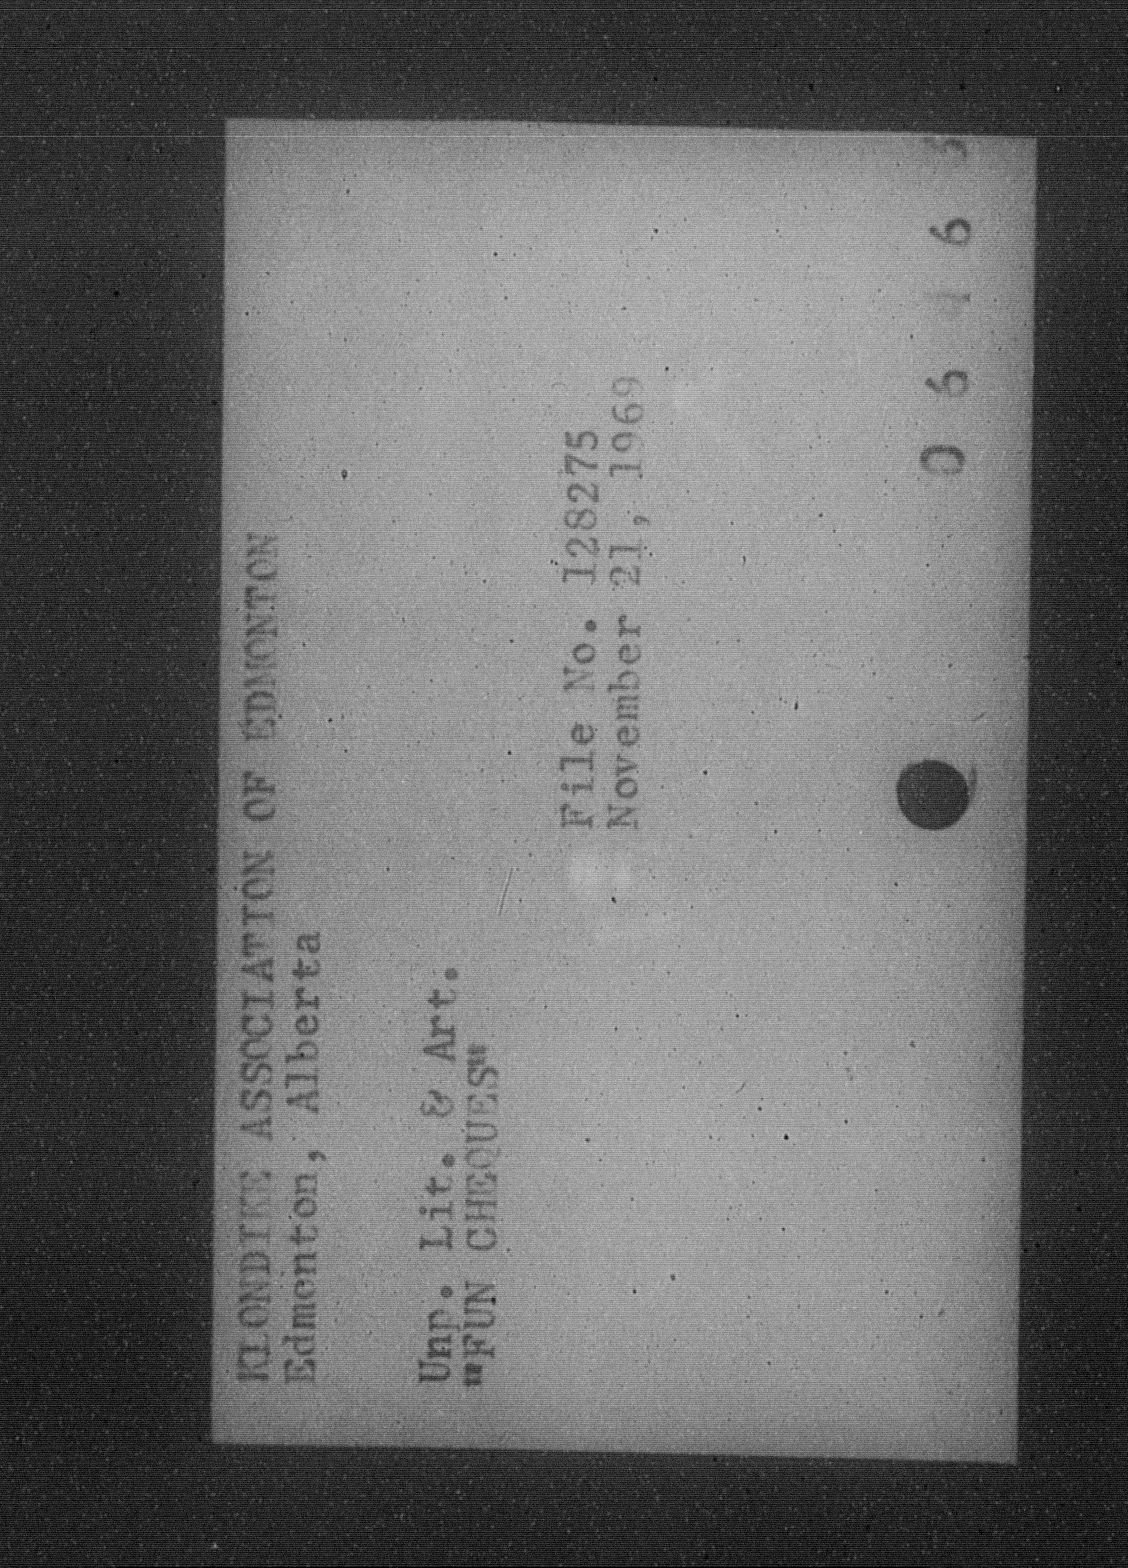 KLONDIKE ASSOCIATION OF EDMONTON
Edmonton, Alberta
Unp. Lit. & Art.
"FUN CHEQUES"
File No. 128275
November 21, 1969